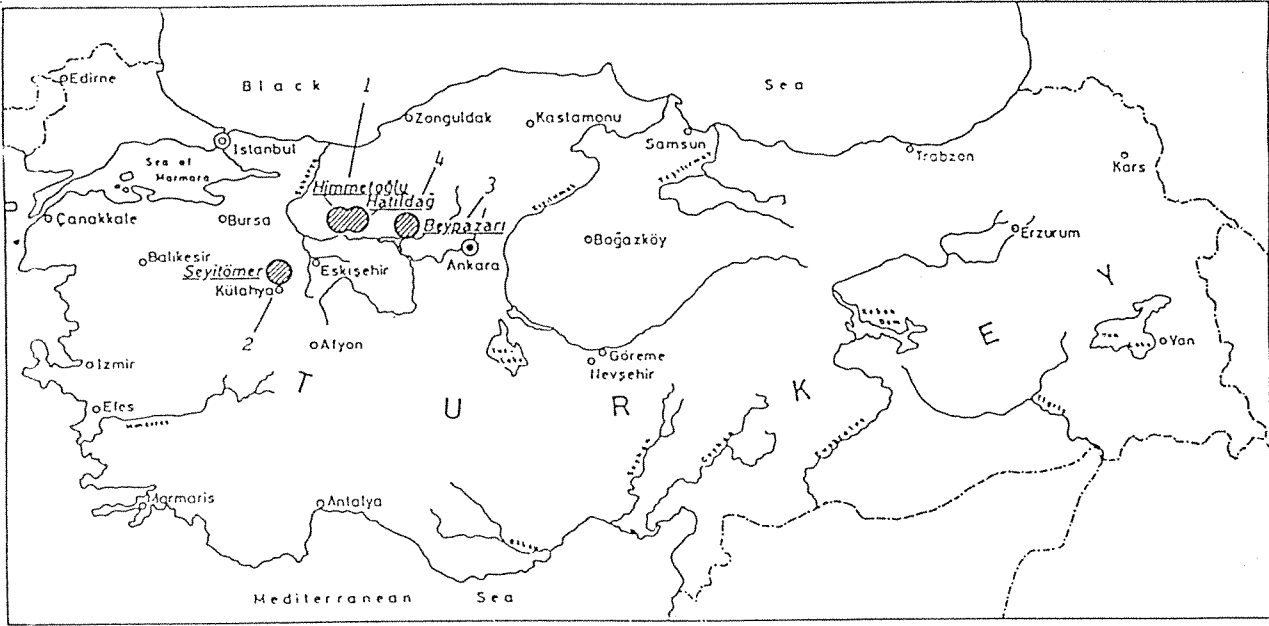 Edirne
Black
1
Sea
Zonguldak
Kastamonu
Istanbul
Samsun
Trabzon
Kars
Sea of
Marmara
4
3
Himmetoğlu
Hatıldağ
Beypazarı
Çanakkale
Bursa
Boğazköy
Erzurum
Balıkesir
Seyitömer
Eskişehir
Ankara
Kütahya
2
Afyon
Göreme
Nevşehir
Van
Izmir
Efes
T U R K E Y
Marmaris
Antalya
Mediterranean Sea